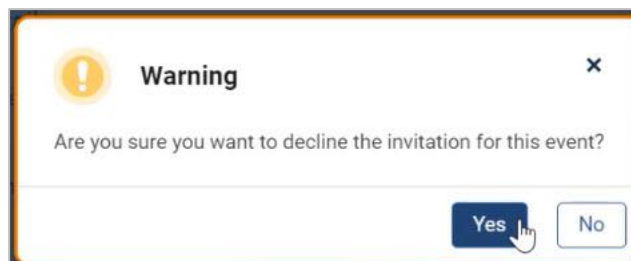 Warning
Are you sure you want to decline the invitation for this event?
Yes
No